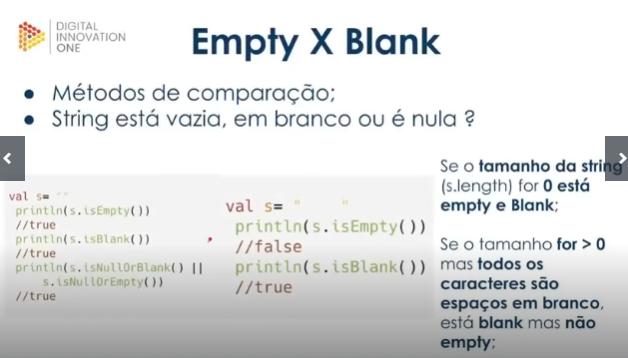 DIGITAL
INNOVATION
ONE
Empty X Blank
● Métodos de comparação;
● String está vazia, em branco ou é nula ?
val s= ""
println(s.isEmpty())
//true
println(s.isBlank())
//true
println(s.isNullOrBlank() ||
s.isNullOrEmpty())
//true
val s= "    "
println(s.isEmpty())
//false
println(s.isBlank())
//true
Se o tamanho da string
(s.length) for 0 está
empty e Blank;
Se o tamanho for > 0
mas todos os
caracteres são
espaços em branco,
está blank mas não
empty;